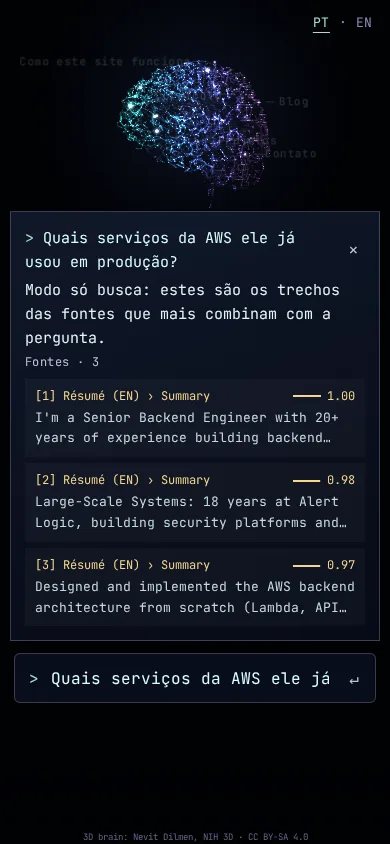 PT · EN
Como este site funciona
Blog
ontato
> Quais serviços da AWS ele já
usou em produção?
×
Modo só busca: estes são os trechos
das fontes que mais combinam com a
pergunta.
Fontes · 3
[1] Résumé (EN) › Summary 1.00
I'm a Senior Backend Engineer with 20+
years of experience building backend…
[2] Résumé (EN) › Summary 0.98
Large-Scale Systems: 18 years at Alert
Logic, building security platforms and…
[3] Résumé (EN) › Summary 0.97
Designed and implemented the AWS backend
architecture from scratch (Lambda, API…
> Quais serviços da AWS ele já ↵
3D brain: Nevit Dilmen, NIH 3D · CC BY-SA 4.0